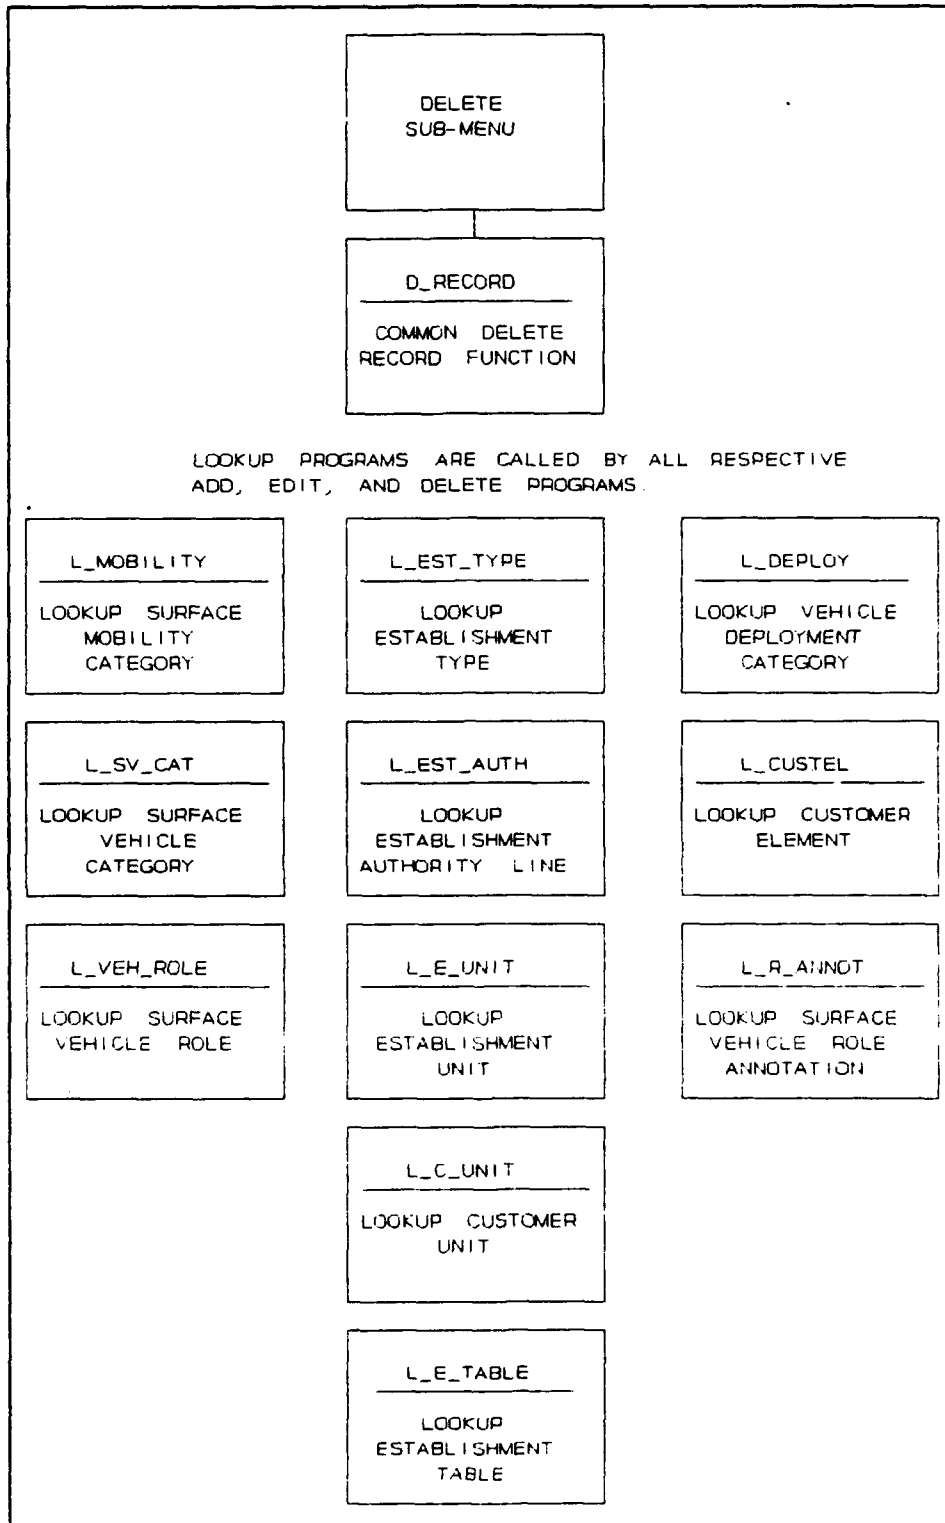 DELETE
SUB-MENU
D_RECORD
COMMON DELETE
RECORD FUNCTION
LOOKUP PROGRAMS ARE CALLED BY ALL RESPECTIVE
ADD, EDIT, AND DELETE PROGRAMS.
L_MOBILITY
LOOKUP SURFACE
MOBILITY
CATEGORY
L_EST_TYPE
LOOKUP
ESTABLISHMENT
TYPE
L_DEPLOY
LOOKUP VEHICLE
DEPLOYMENT
CATEGORY
L_SV_CAT
LOOKUP SURFACE
VEHICLE
CATEGORY
L_EST_AUTH
LOOKUP
ESTABLISHMENT
AUTHORITY LINE
L_CUSTEL
LOOKUP CUSTOMER
ELEMENT
L_VEH_ROLE
LOOKUP SURFACE
VEHICLE ROLE
L_E_UNIT
LOOKUP
ESTABLISHMENT
UNIT
L_R_ANNOT
LOOKUP SURFACE
VEHICLE ROLE
ANNOTATION
L_C_UNIT
LOOKUP CUSTOMER
UNIT
L_E_TABLE
LOOKUP
ESTABLISHMENT
TABLE